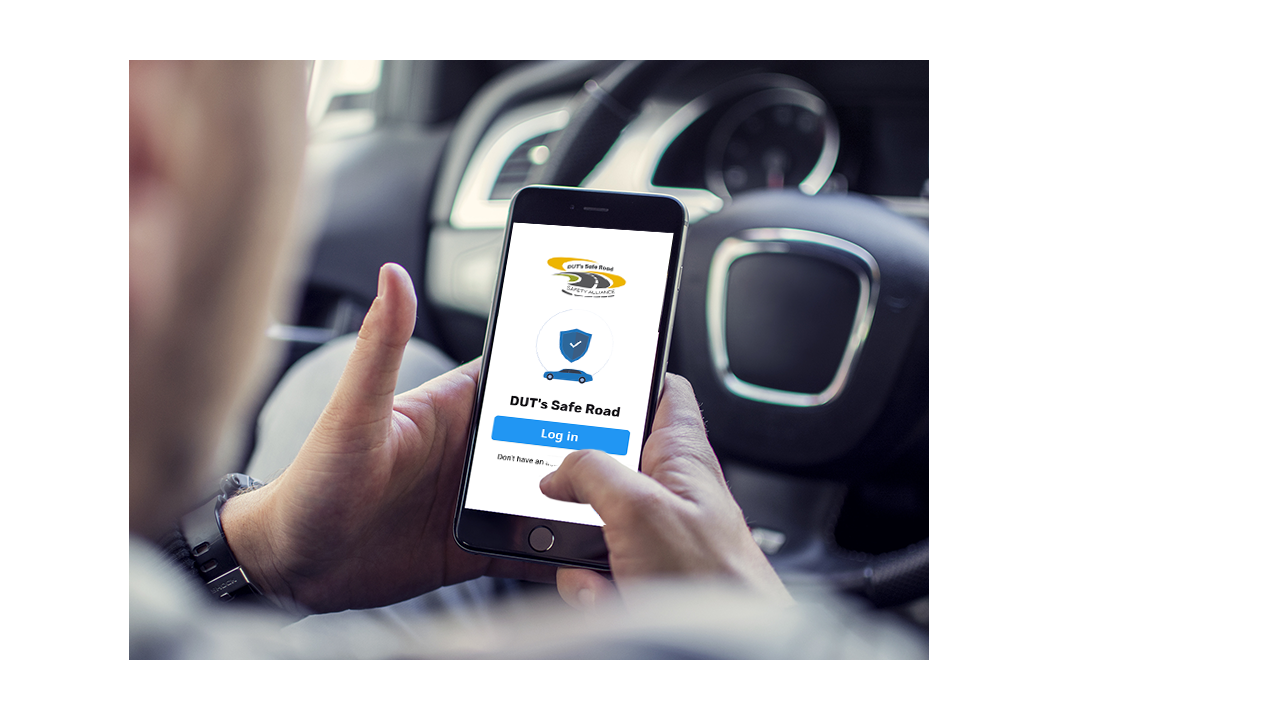 DUT's Safe Road
SAFETY ALLIANCE
DUT's Safe Road
Log in
Don't have an